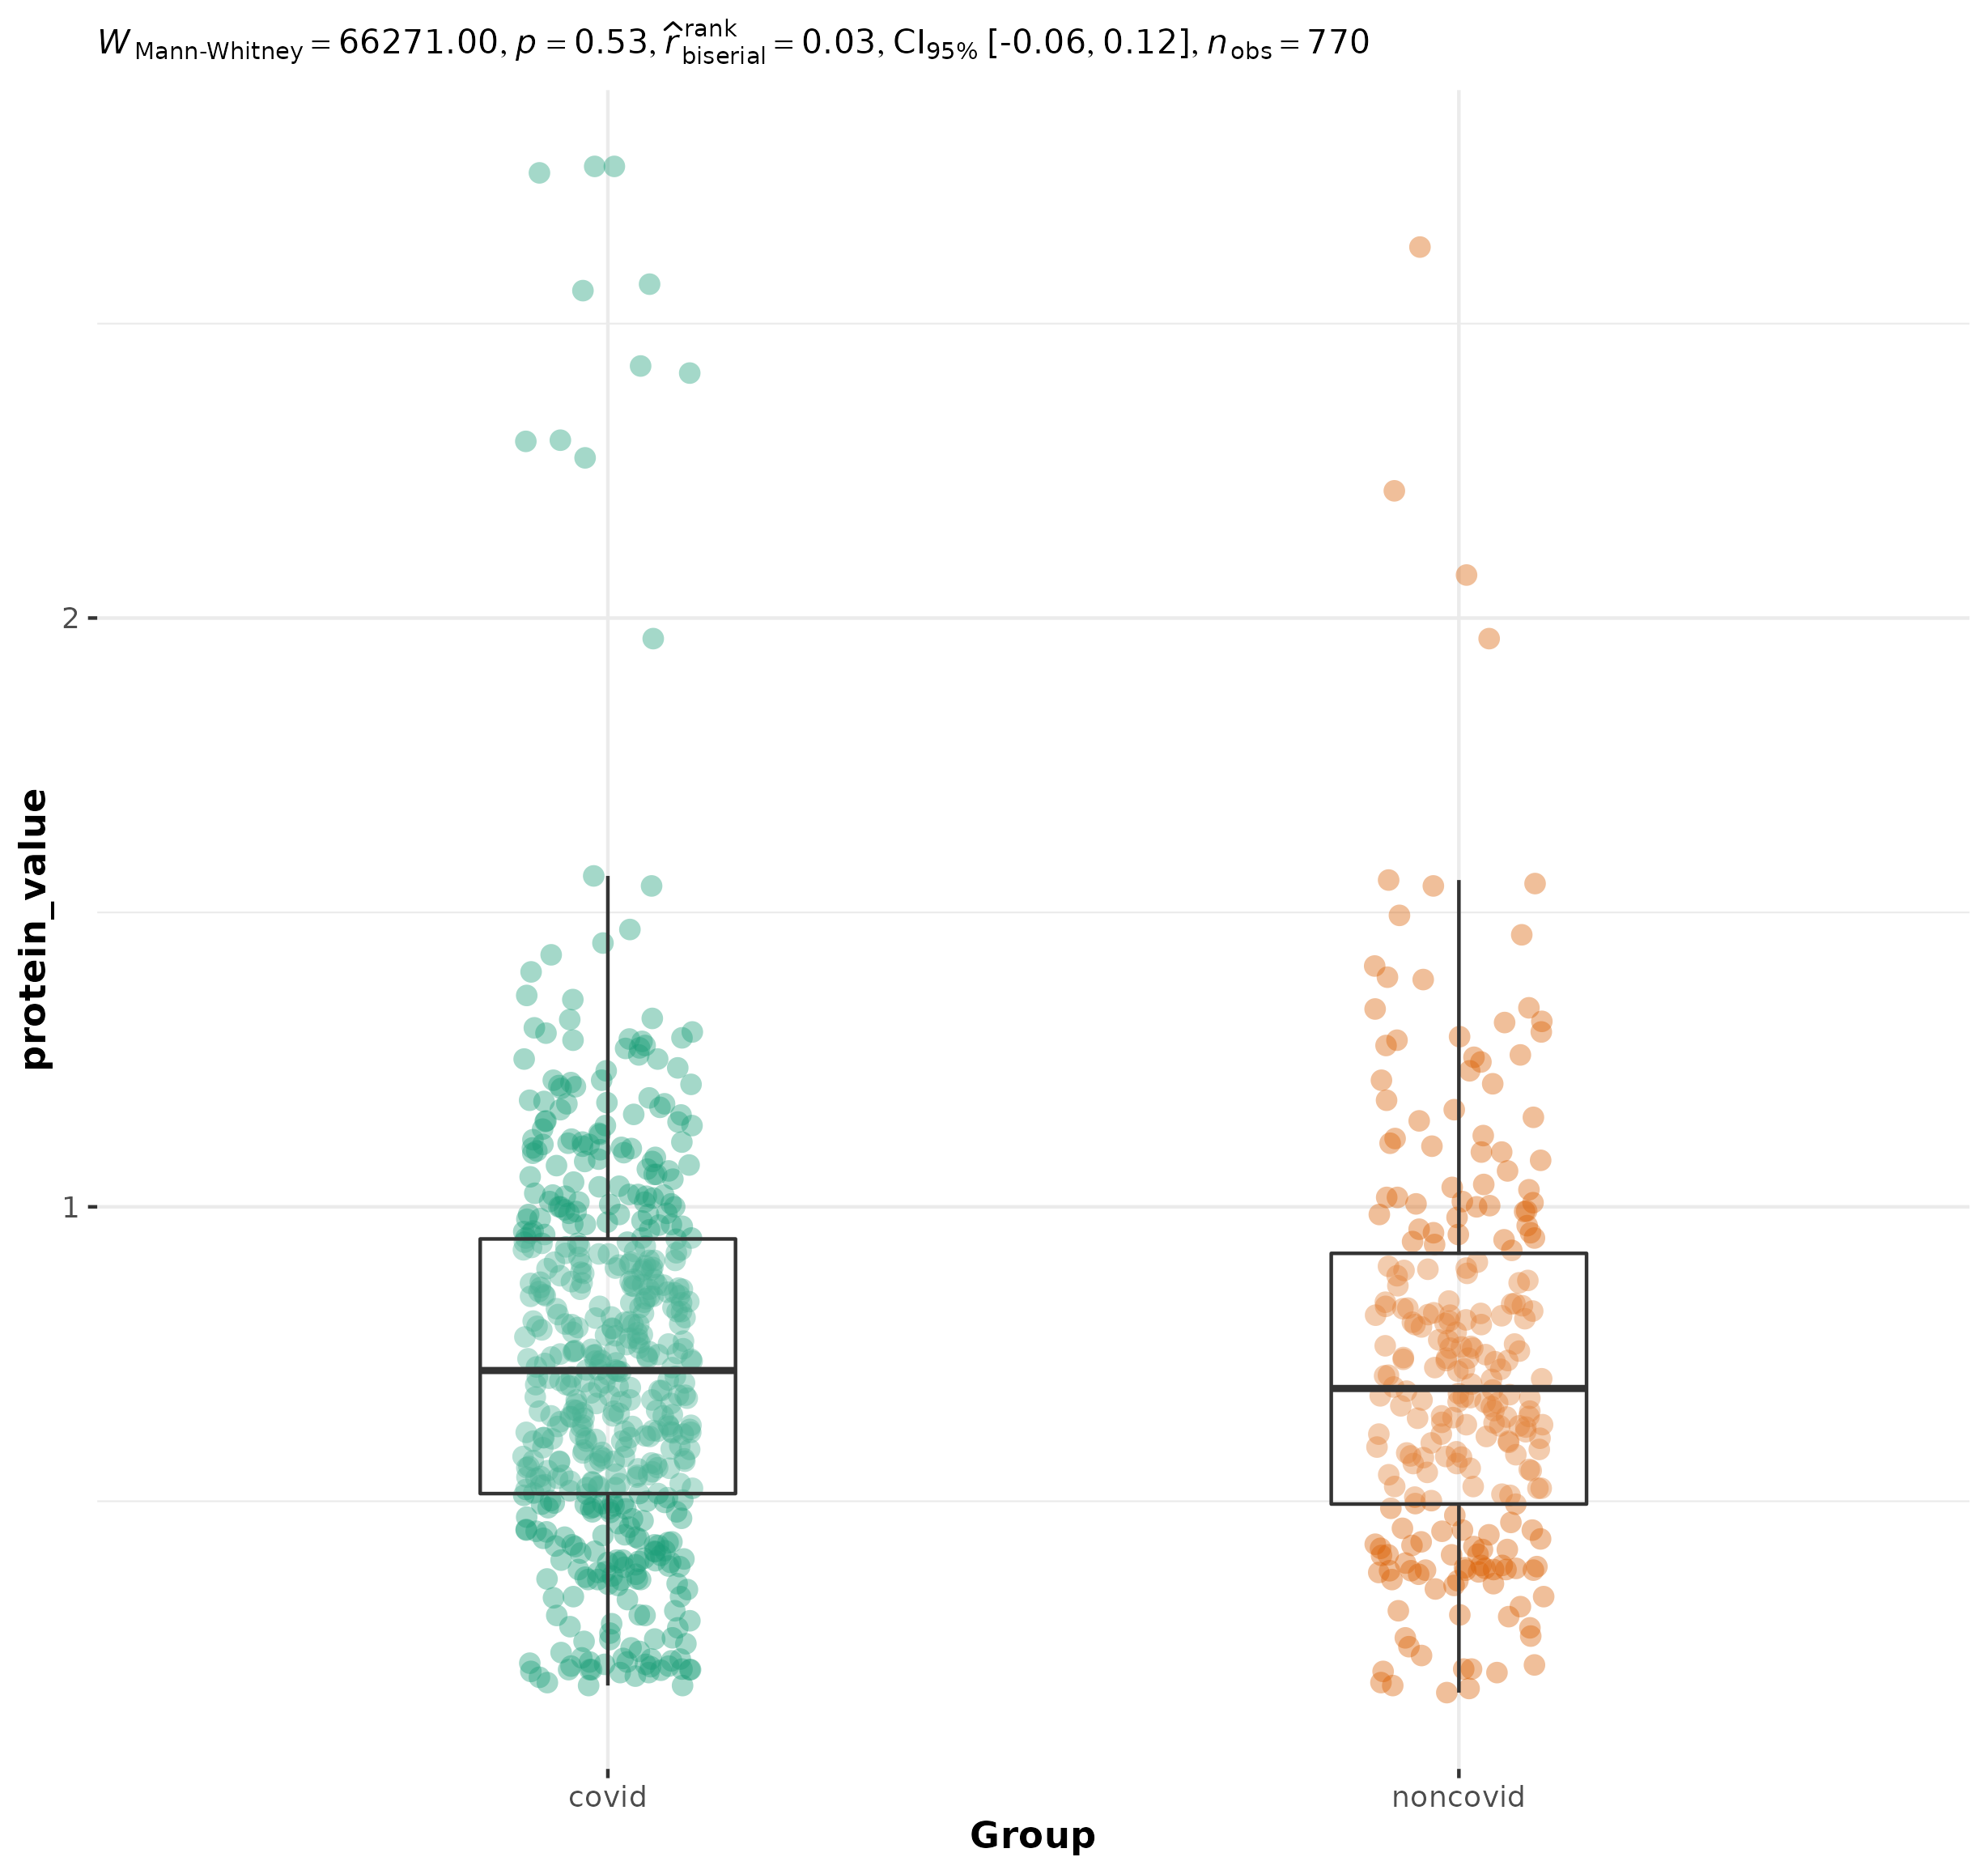 W Mann-Whitney = 66271.00, p = 0.53, r̂ rank biserial = 0.03, CI95% [-0.06, 0.12], n obs = 770
2
1
protein_value
covid noncovid
Group